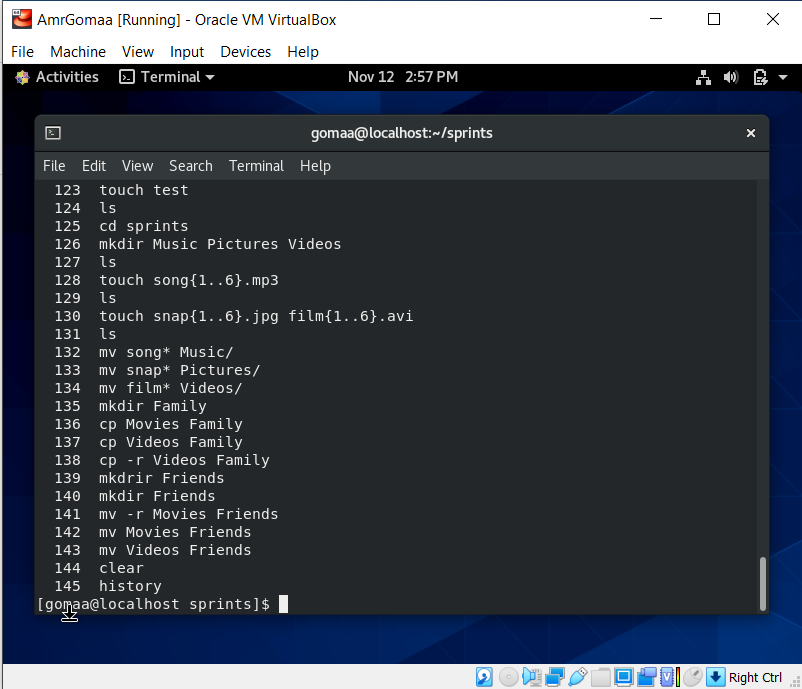 AmrGomaa [Running] - Oracle VM VirtualBox
File Machine View Input Devices Help
Activities Terminal Nov 12 2:57 PM
gomaa@localhost:~/sprints
File Edit View Search Terminal Help
123 touch test
124 ls
125 cd sprints
126 mkdir Music Pictures Videos
127 ls
128 touch song{1..6}.mp3
129 ls
130 touch snap{1..6}.jpg film{1..6}.avi
131 ls
132 mv song* Music/
133 mv snap* Pictures/
134 mv film* Videos/
135 mkdir Family
136 cp Movies Family
137 cp Videos Family
138 cp -r Videos Family
139 mkdrir Friends
140 mkdir Friends
141 mv -r Movies Friends
142 mv Movies Friends
143 mv Videos Friends
144 clear
145 history
[gomaa@localhost sprints]$
Right Ctrl